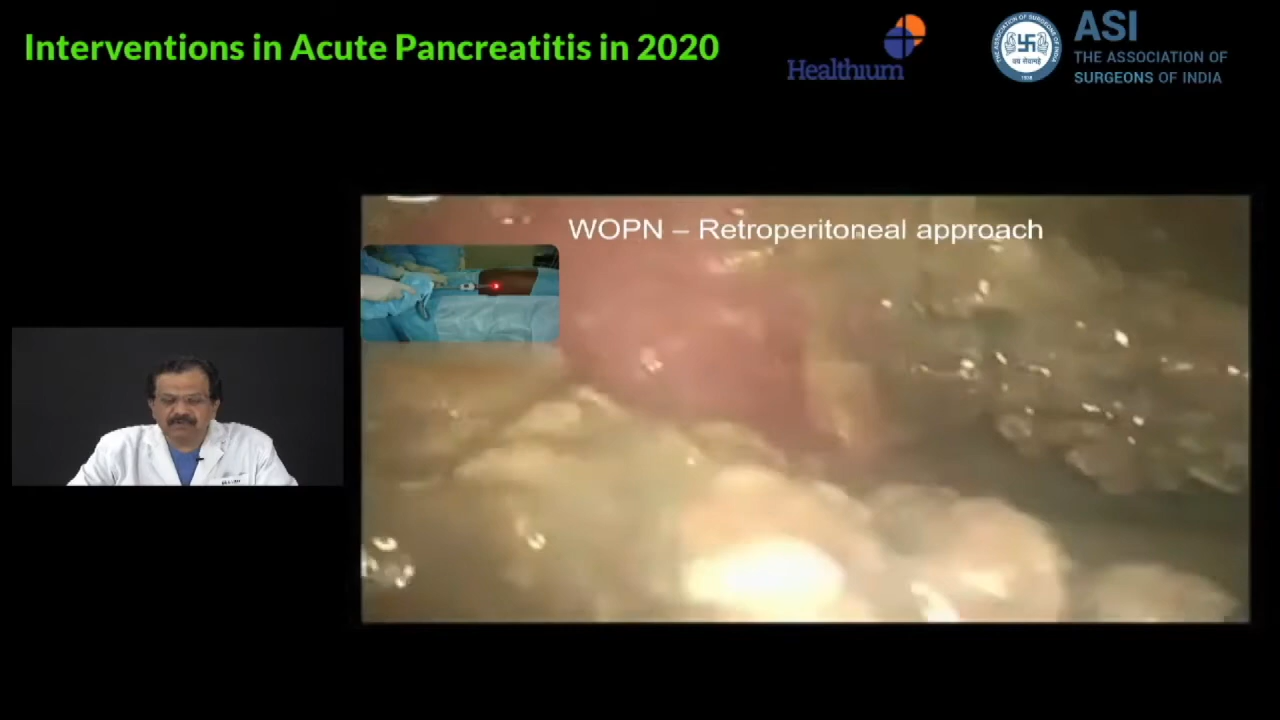 Interventions in Acute Pancreatitis in 2020
Healthium
ASI
THE ASSOCIATION OF
SURGEONS OF INDIA
WOPN – Retroperitoneal approach